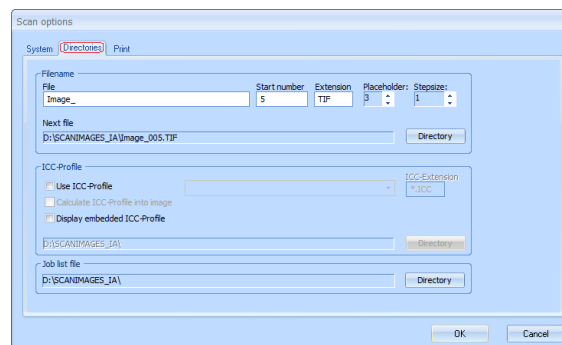 Scan options
System Directories Print
Filename
File Start number Extension Placeholder: Stepsize:
Image_ 5 TIF 3 1
Next file
D:\SCANIMAGES_IA\Image_005.TIF Directory
ICC-Profile
ICC-Extension
Use ICC-Profile *.ICC
Calculate ICC-Profile into image
Display embedded ICC-Profile
D:\SCANIMAGES_IA\ Directory
Job list file
D:\SCANIMAGES_IA\ Directory
OK Cancel